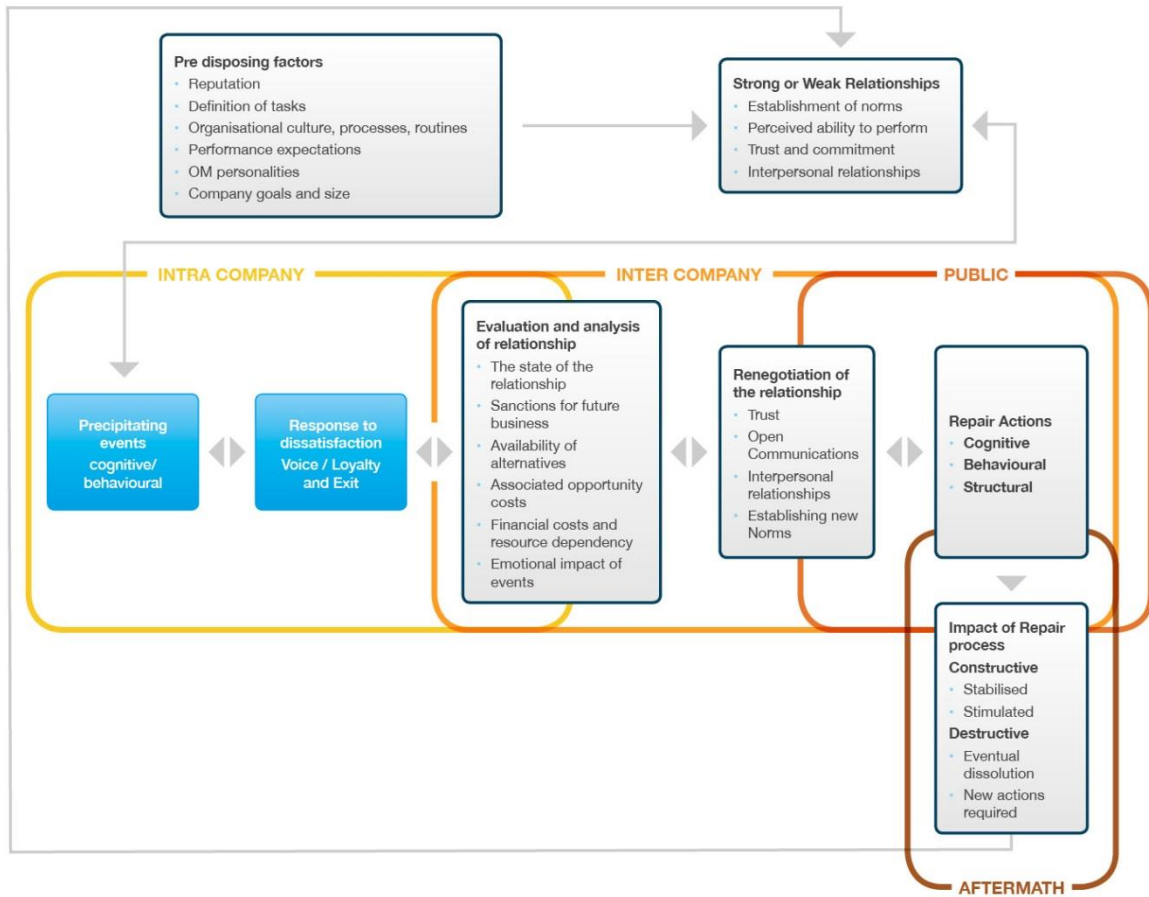 Pre disposing factors
• Reputation
• Definition of tasks
• Organisational culture, processes, routines
• Performance expectations
• OM personalities
• Company goals and size
Strong or Weak Relationships
• Establishment of norms
• Perceived ability to perform
• Trust and commitment
• Interpersonal relationships
INTRA COMPANY
INTER COMPANY
PUBLIC
Precipitating
events
cognitive/
behavioural
Response to
dissatisfaction
Voice / Loyalty
and Exit
Evaluation and analysis
of relationship
• The state of the
relationship
• Sanctions for future
business
• Availability of
alternatives
• Associated opportunity
costs
• Financial costs and
resource dependency
• Emotional impact of
events
Renegotiation of
the relationship
• Trust
• Open
Communications
• Interpersonal
relationships
• Establishing new
Norms
Repair Actions
• Cognitive
• Behavioural
• Structural
Impact of Repair
process
Constructive
• Stabilised
• Stimulated
Destructive
• Eventual
dissolution
• New actions
required
AFTERMATH